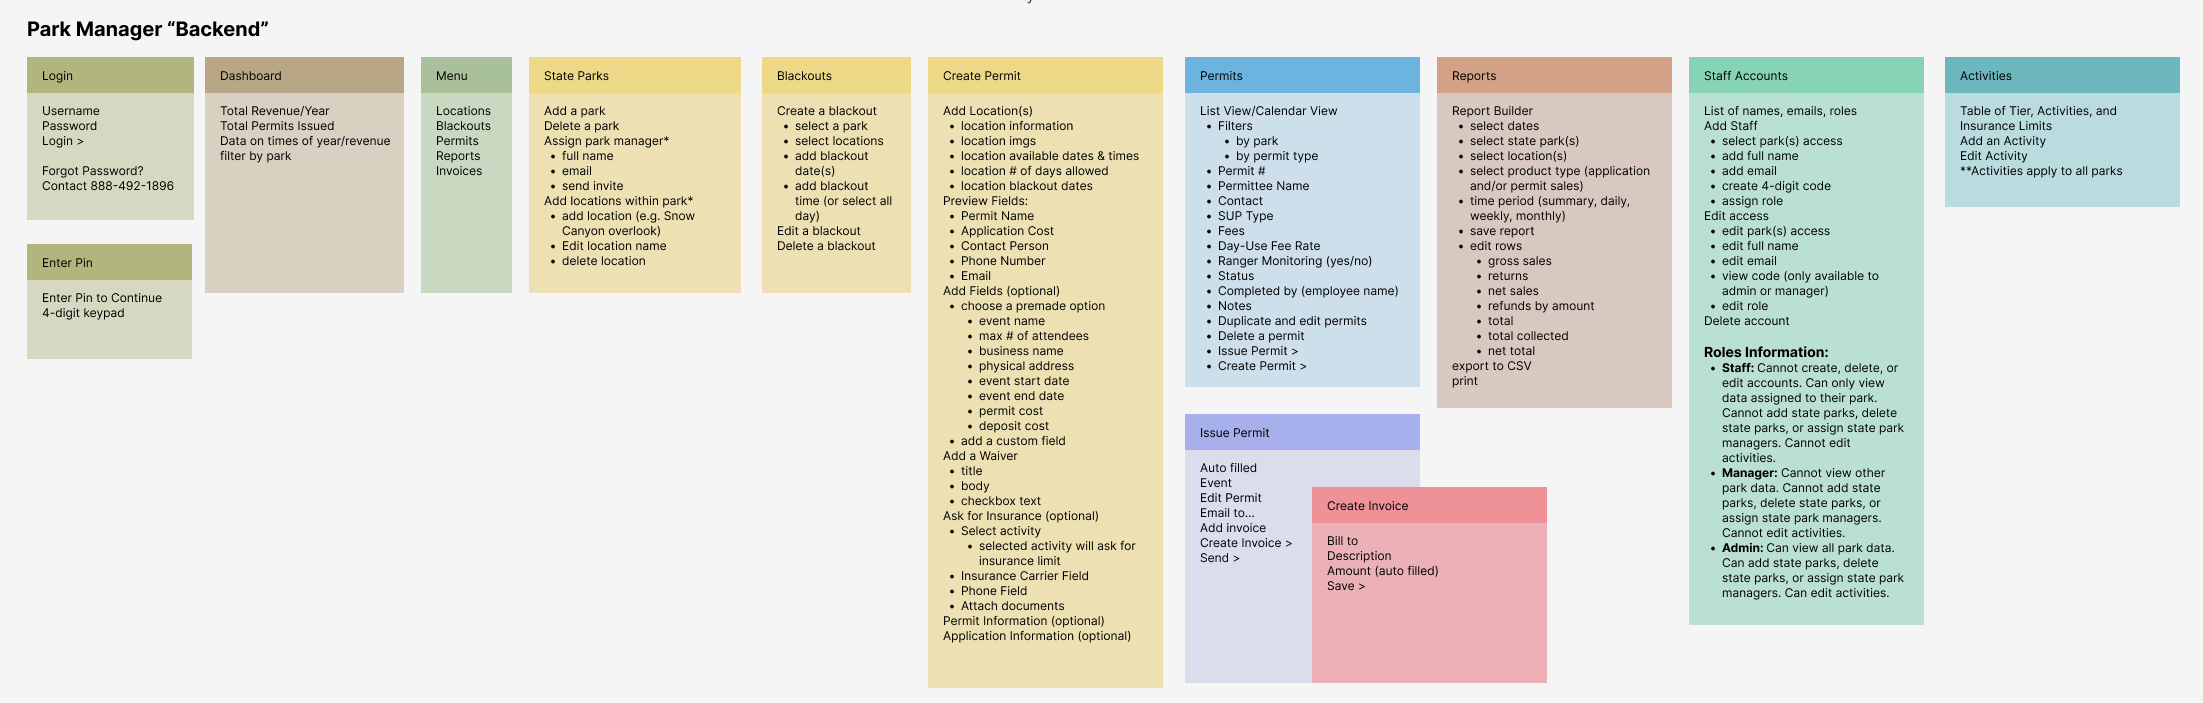 Park Manager “Backend”
Login
Username
Password
Login >
Forgot Password?
Contact 888-492-1896
Enter Pin
Enter Pin to Continue
4-digit keypad
Dashboard
Total Revenue/Year
Total Permits Issued
Data on times of year/revenue
filter by park
Menu
Locations
Blackouts
Permits
Reports
Invoices
State Parks
Add a park
Delete a park
Assign park manager*
• full name
• email
• send invite
Add locations within park*
• add location (e.g. Snow
Canyon overlook)
• Edit location name
• delete location
Blackouts
Create a blackout
• select a park
• select locations
• add blackout
date(s)
• add blackout
time (or select all
day)
Edit a blackout
Delete a blackout
Create Permit
Add Location(s)
• location information
• location imgs
• location available dates & times
• location # of days allowed
• location blackout dates
Preview Fields:
• Permit Name
• Application Cost
• Contact Person
• Phone Number
• Email
Add Fields (optional)
• choose a premade option
• event name
• max # of attendees
• business name
• physical address
• event start date
• event end date
• permit cost
• deposit cost
• add a custom field
Add a Waiver
• title
• body
• checkbox text
Ask for Insurance (optional)
• Select activity
• selected activity will ask for
insurance limit
• Insurance Carrier Field
• Phone Field
• Attach documents
Permit Information (optional)
Application Information (optional)
Permits
List View/Calendar View
• Filters
• by park
• by permit type
• Permit #
• Permittee Name
• Contact
• SUP Type
• Fees
• Day-Use Fee Rate
• Ranger Monitoring (yes/no)
• Status
• Completed by (employee name)
• Notes
• Duplicate and edit permits
• Delete a permit
• Issue Permit >
• Create Permit >
Issue Permit
Auto filled
Event
Edit Permit
Email to...
Add invoice
Create Invoice >
Send >
Create Invoice
Bill to
Description
Amount (auto filled)
Save >
Reports
Report Builder
• select dates
• select state park(s)
• select location(s)
• select product type (application
and/or permit sales)
• time period (summary, daily,
weekly, monthly)
• save report
• edit rows
• gross sales
• returns
• net sales
• refunds by amount
• total
• total collected
• net total
export to CSV
print
Staff Accounts
List of names, emails, roles
Add Staff
• select park(s) access
• add full name
• add email
• create 4-digit code
• assign role
Edit access
• edit park(s) access
• edit full name
• edit email
• view code (only available to
admin or manager)
• edit role
Delete account
Roles Information:
• Staff: Cannot create, delete, or
edit accounts. Can only view
data assigned to their park.
Cannot add state parks, delete
state parks, or assign state park
managers. Cannot edit
activities.
• Manager: Cannot view other
park data. Cannot add state
parks, delete state parks, or
assign state park managers.
Cannot edit activities.
• Admin: Can view all park data.
Can add state parks, delete
state parks, or assign state park
managers. Can edit activities.
Activities
Table of Tier, Activities, and
Insurance Limits
Add an Activity
Edit Activity
**Activities apply to all parks